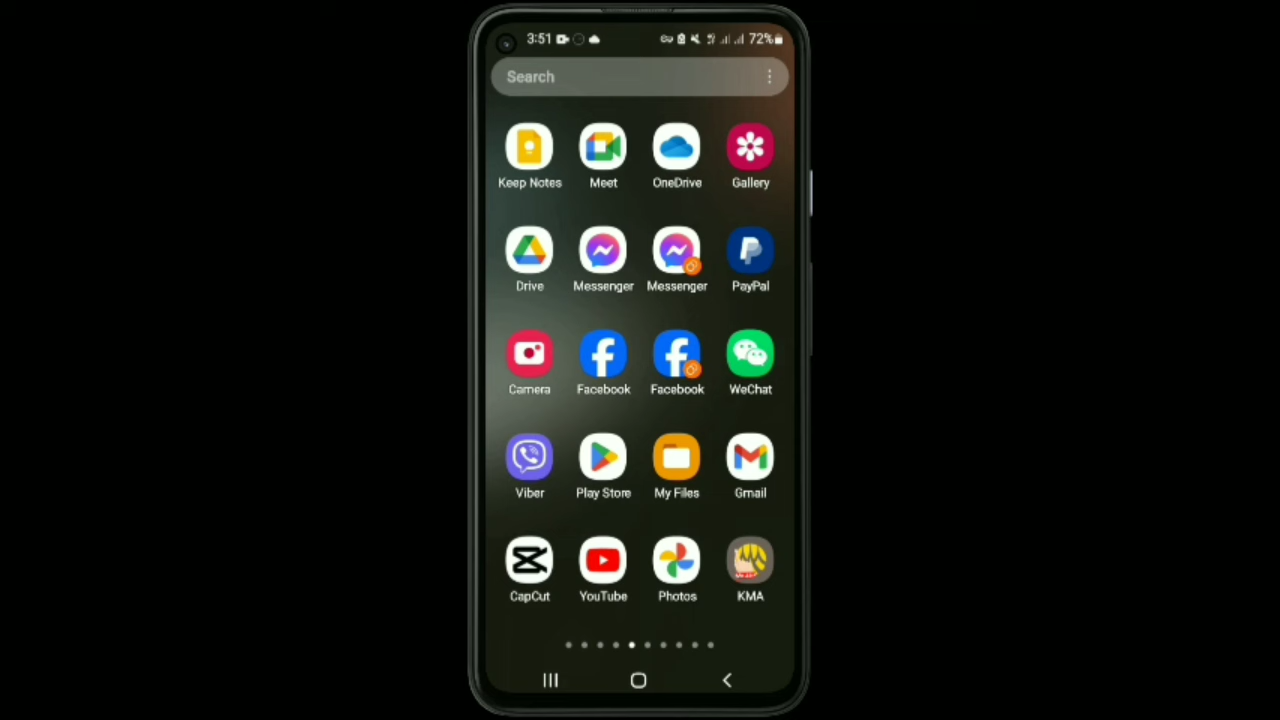 3:51 72%
Search
Keep Notes Meet OneDrive Gallery
Drive Messenger Messenger PayPal
Camera Facebook Facebook WeChat
Viber Play Store My Files Gmail
CapCut YouTube Photos KMA